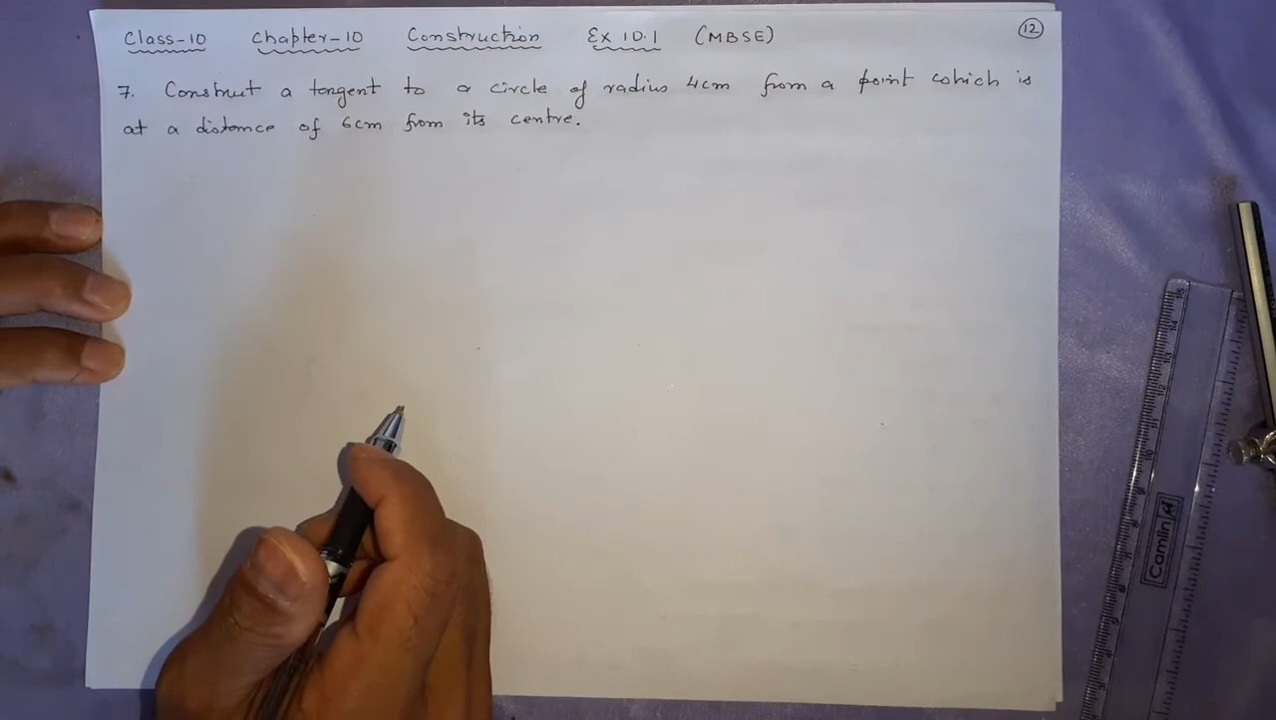 Class-10 Chapter-10 Construction Ex 10.1 (MBSE) 12
7. Construct a tangent to a circle of radius 4cm from a point which is
at a distance of 6cm from its centre.
Camlin